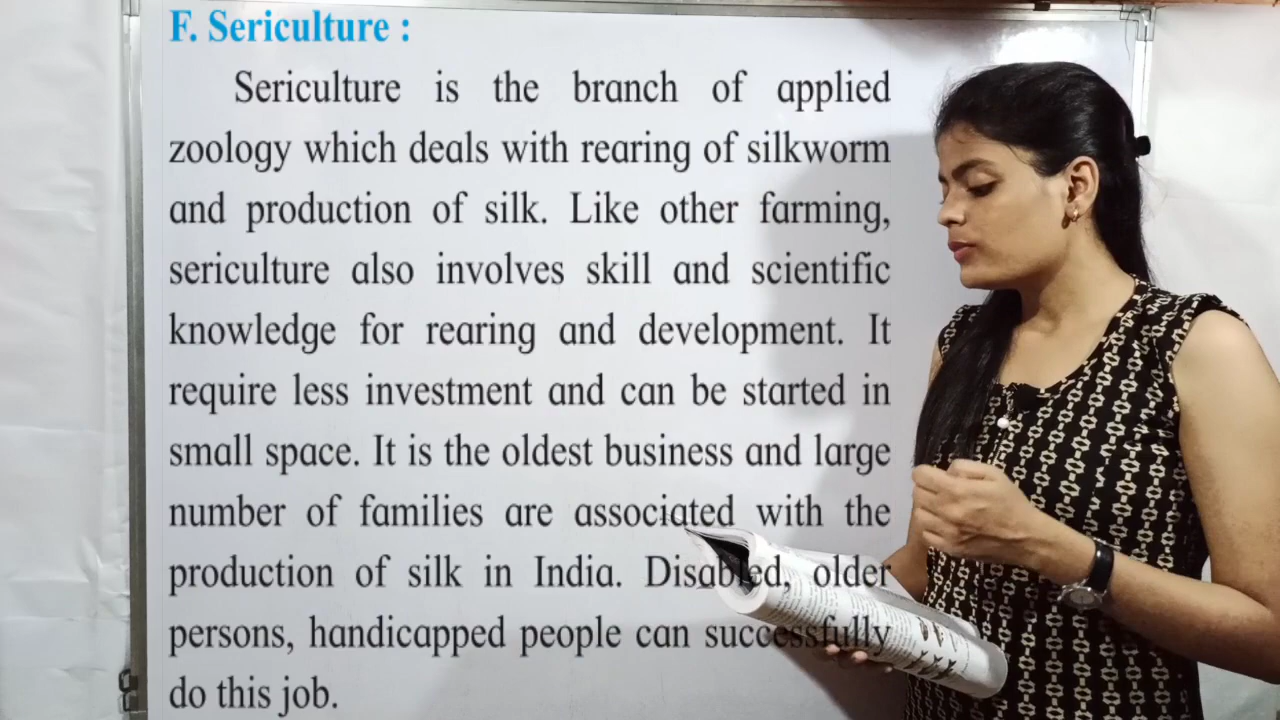 F. Sericulture :
Sericulture is the branch of applied
zoology which deals with rearing of silkworm
and production of silk. Like other farming,
sericulture also involves skill and scientific
knowledge for rearing and development. It
require less investment and can be started in
small space. It is the oldest business and large
number of families are associated with the
production of silk in India. Disabled, older
persons, handicapped people can successfully
do this job.